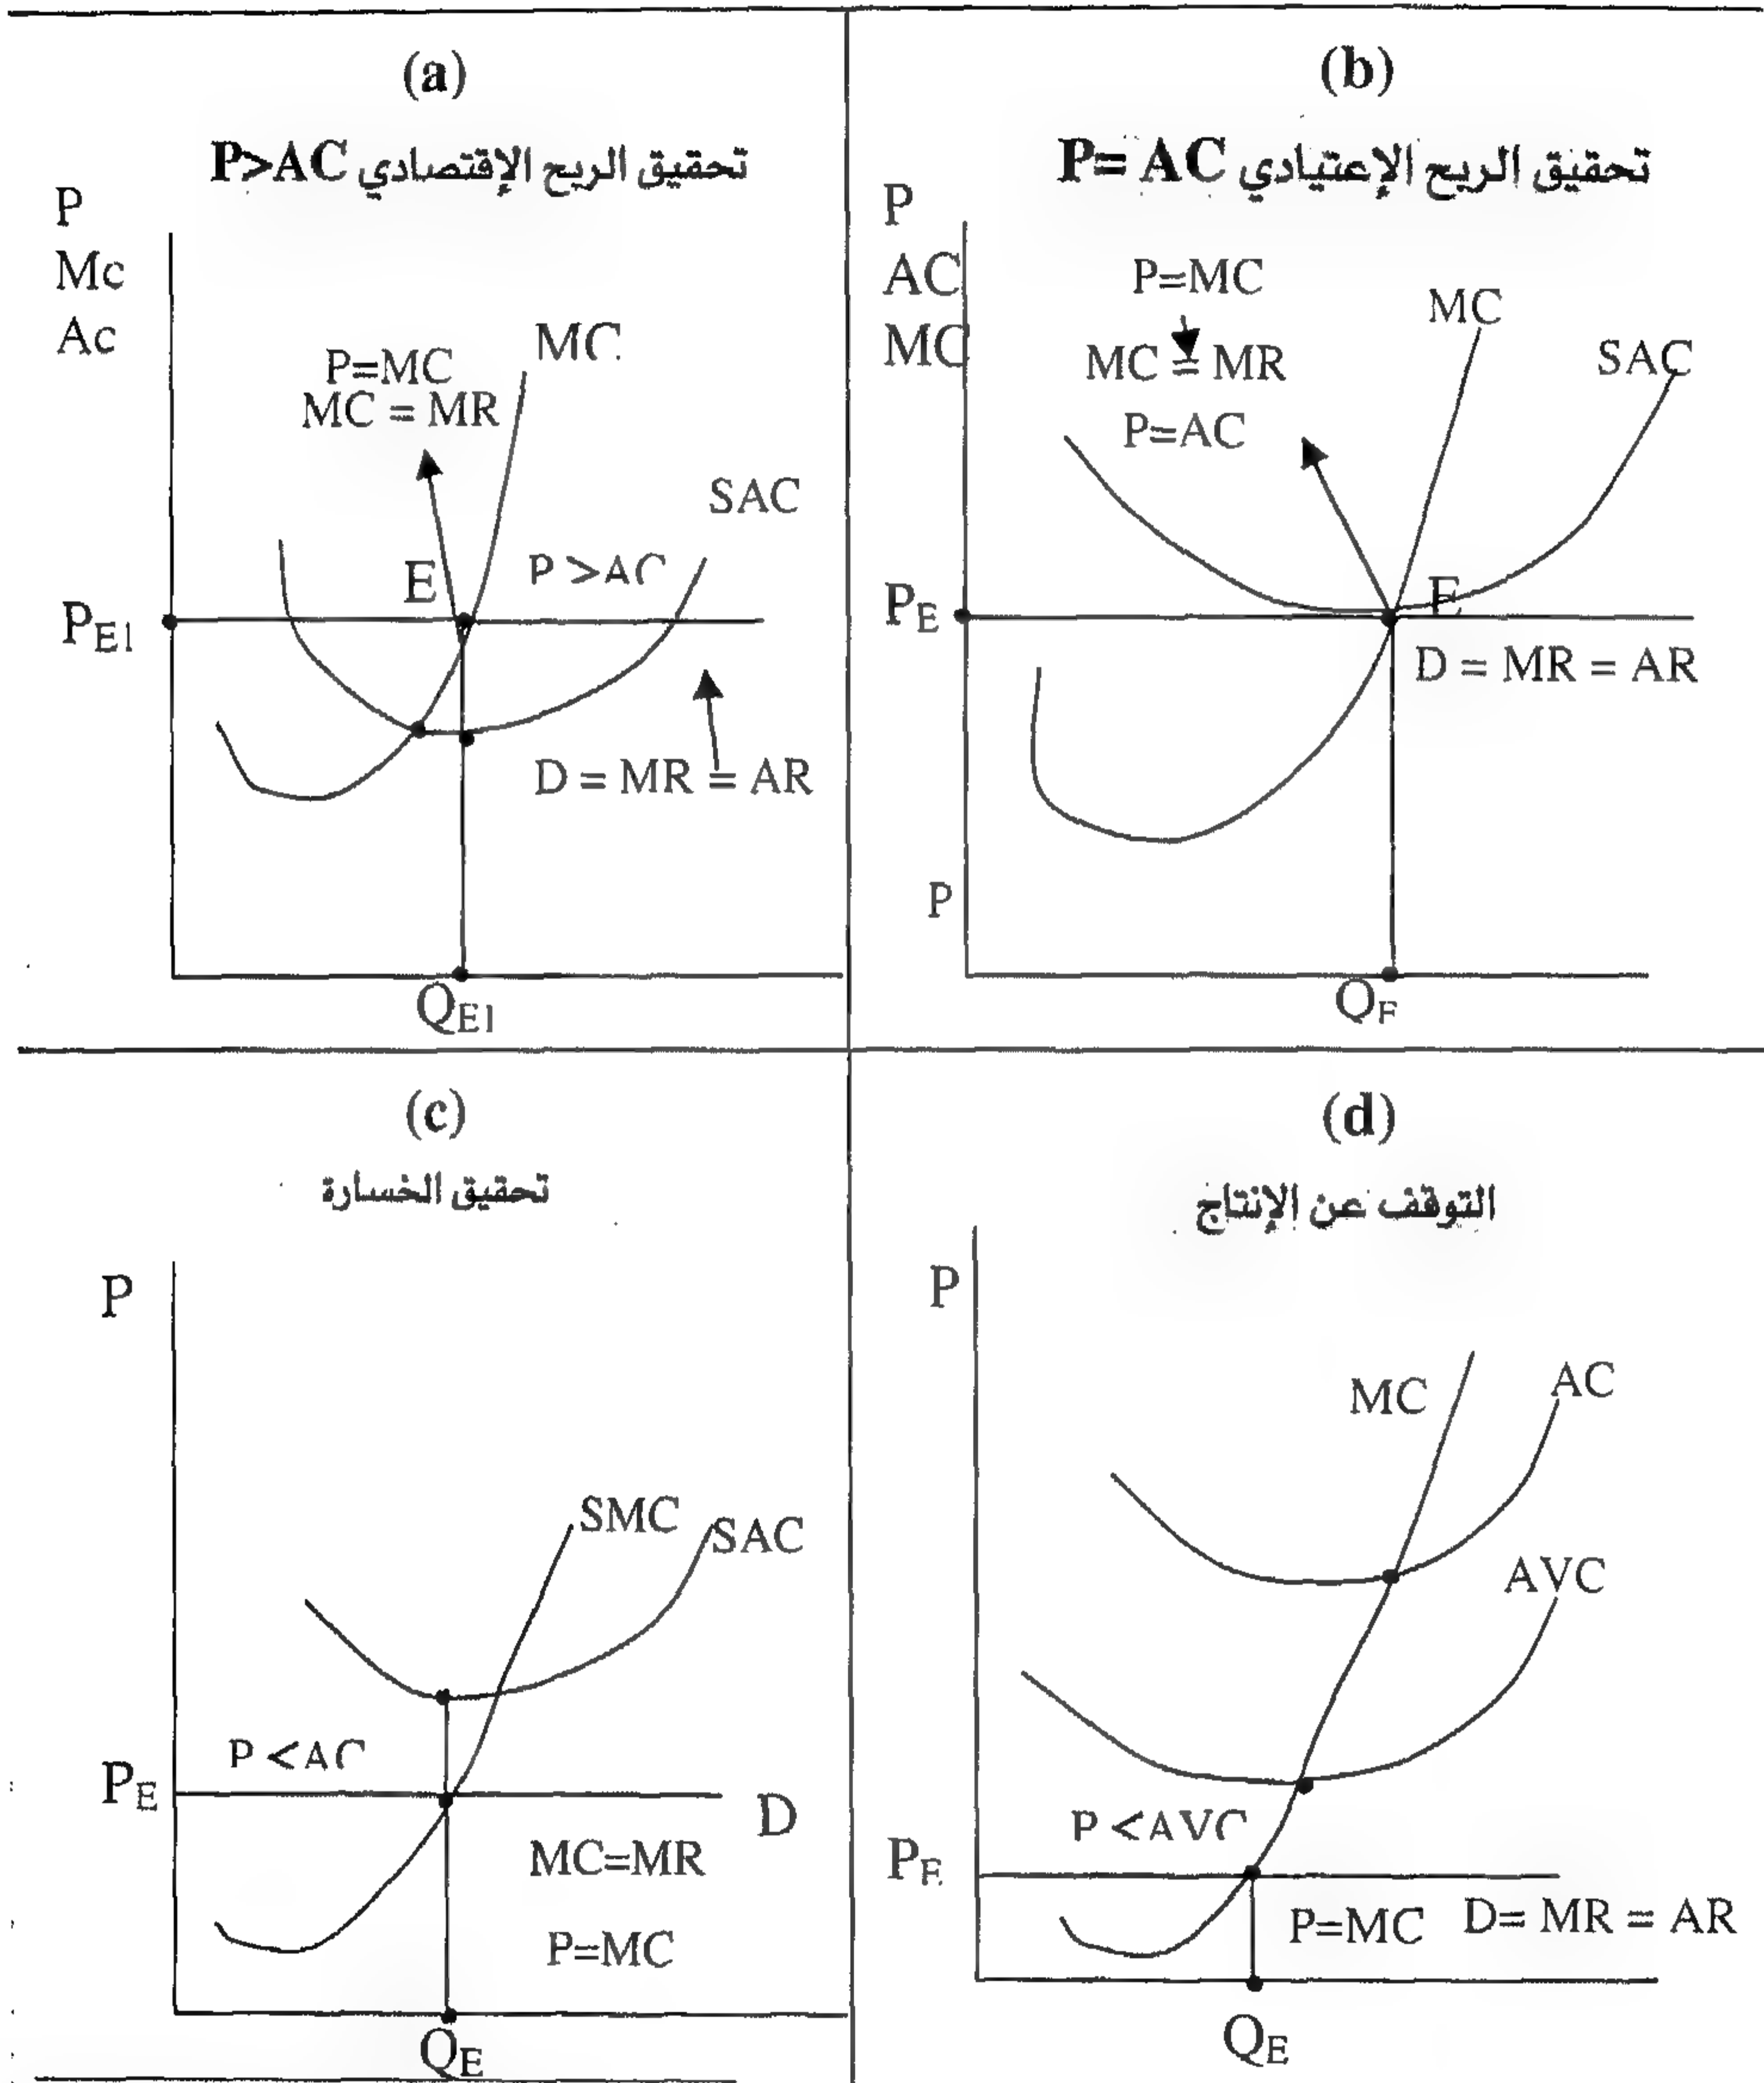 (a)
تحقيق الربح الإقتصادي P>AC
P
Mc
Ac
MC
P=MC
MC = MR
SAC
E
P >AC
PE1
D = MR = AR
QE1
(b)
تحقيق الربح الإعتيادي P= AC
P
AC
MC
P=MC
MC = MR
P=AC
MC
SAC
E
PE
D = MR = AR
P
QE
(c)
تحقيق الخسارة
P
SMC
SAC
P <AC
PE
D
MC=MR
P=MC
QE
(d)
التوقف عن الإنتاج
P
MC
AC
AVC
P <AVC
PE
P=MC
D= MR = AR
QE